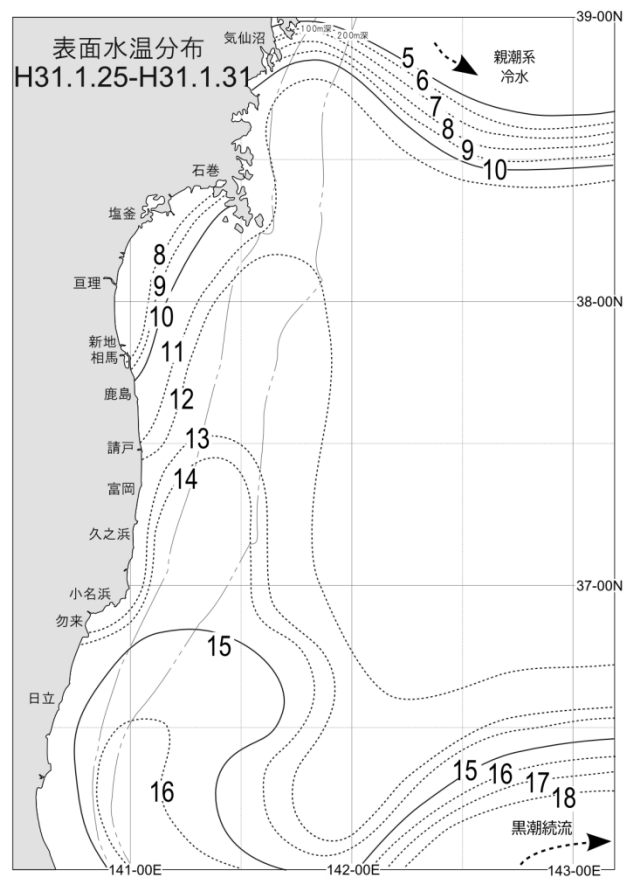 表面水温分布
H31.1.25-H31.1.31
気仙沼
-100m深
-200m深
39-00N
5
6
7
8
9
10
親潮系
冷水
石巻
塩釜
亘理
新地
相馬
鹿島
請戸
富岡
久之浜
小名浜
勿来
日立
8
9
10
11
12
13
14
38-00N
37-00N
15
16
15
16
17
18
黒潮続流
141-00E
142-00E
143-00E